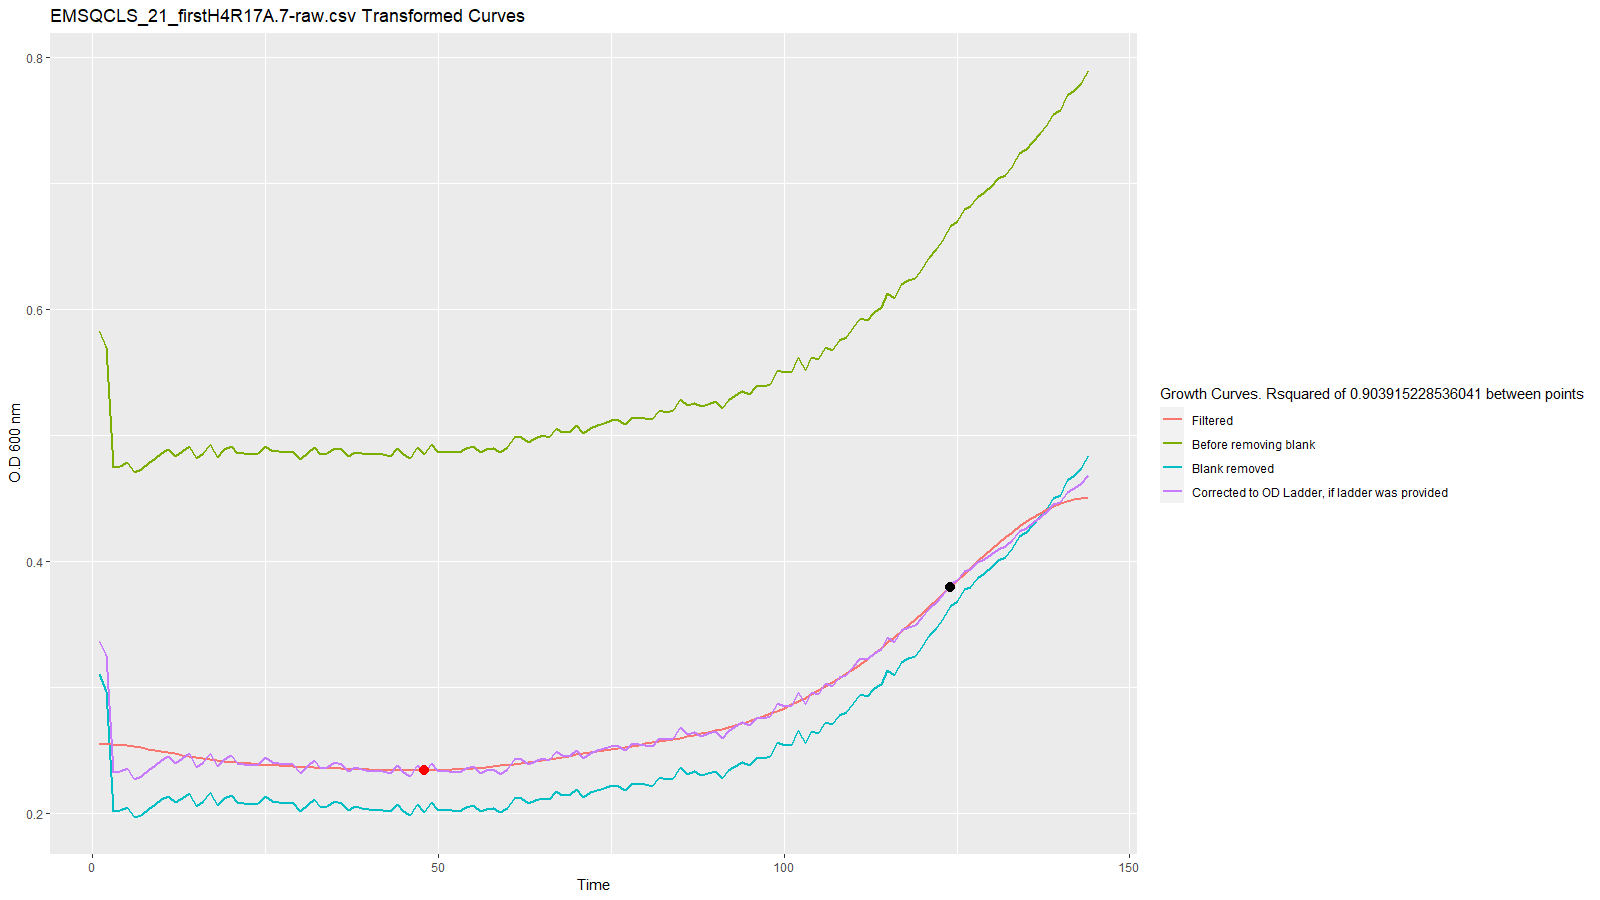 EMSQCLS_21_firstH4R17A.7-raw.csv Transformed Curves
0.8
0.6
0.4
0.2
O.D 600 nm
0
50
100
150
Time
Growth Curves. Rsquared of 0.903915228536041 between points
Filtered
Before removing blank
Blank removed
Corrected to OD Ladder, if ladder was provided